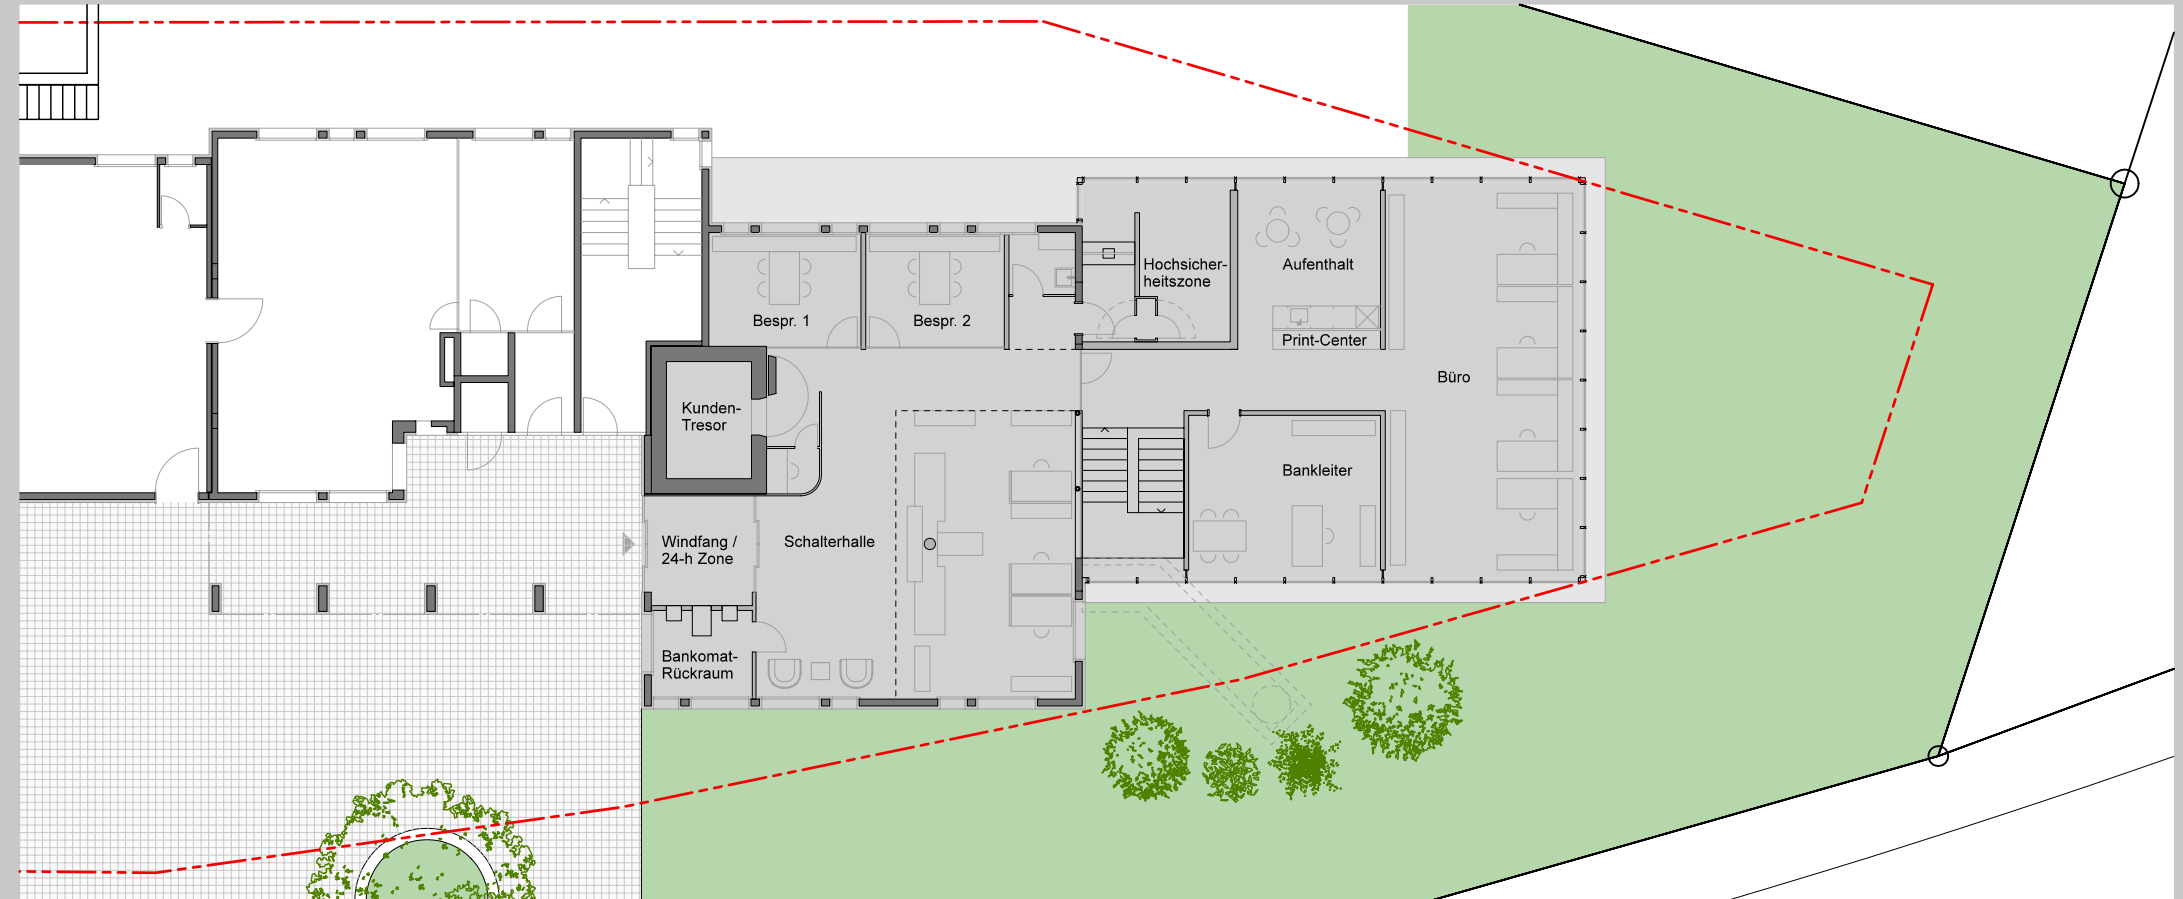 Hochsicher-
heitszone
Aufenthalt
Bespr. 1
Bespr. 2
Print-Center
Büro
Kunden-
Tresor
Bankleiter
Windfang /
24-h Zone
Schalterhalle
Bankomat-
Rückraum